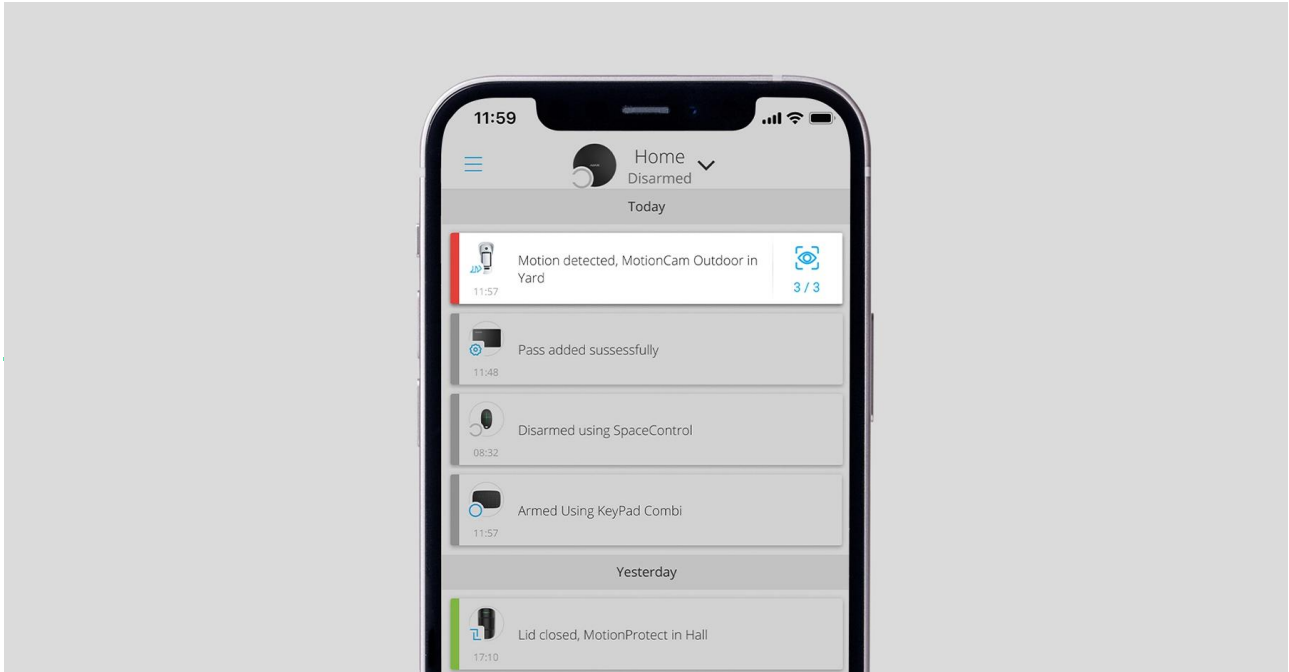 11:59
Home
Disarmed
Today
Motion detected, MotionCam Outdoor in
Yard
11:57
3 / 3
Pass added sussessfully
11:48
Disarmed using SpaceControl
08:32
Armed Using KeyPad Combi
11:57
Yesterday
Lid closed, MotionProtect in Hall
17:10